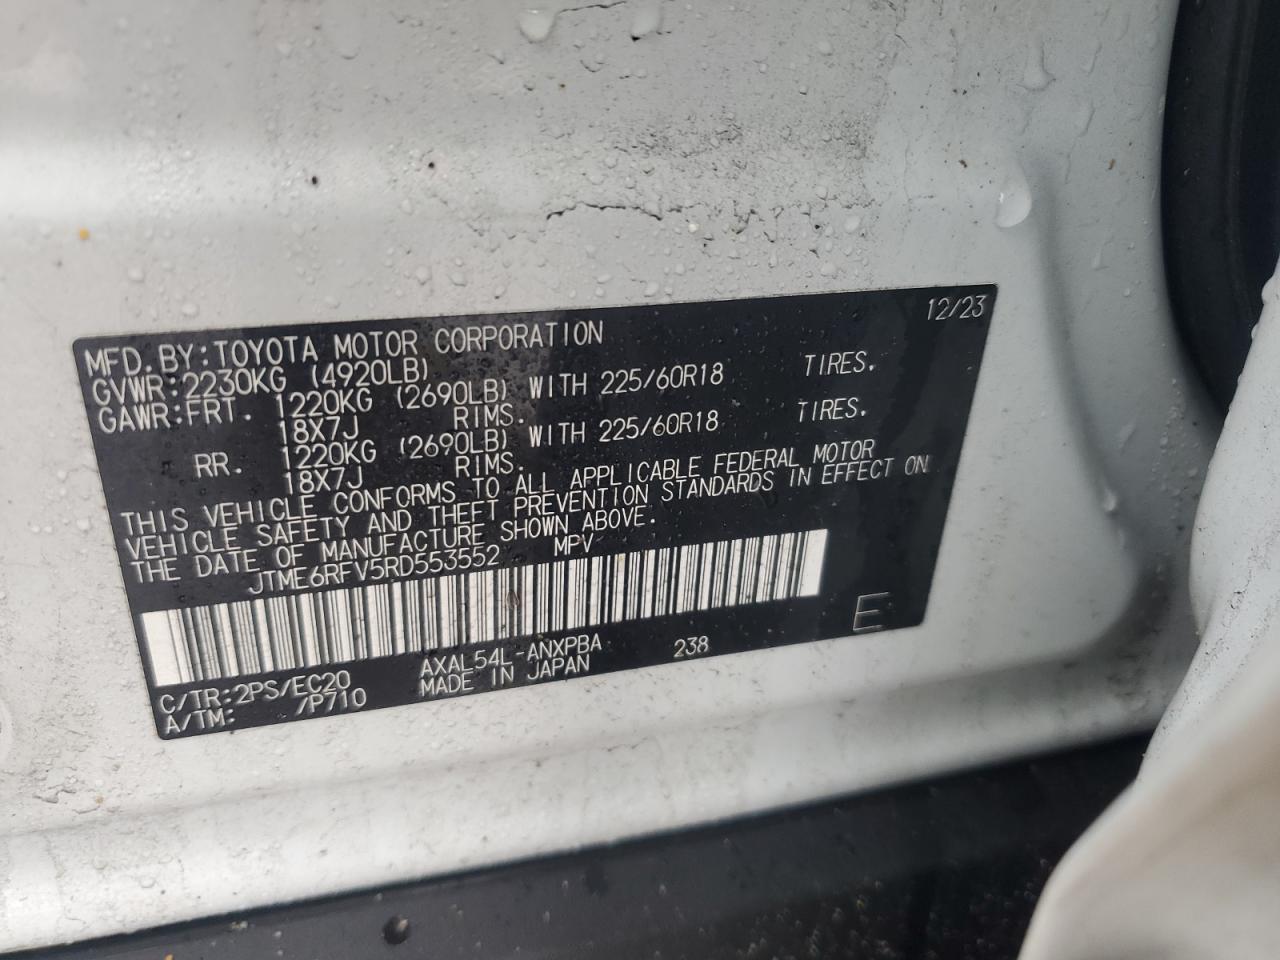 12/23
MFD.BY:TOYOTA MOTOR CORPORATION
GVWR:2230KG (4920LB)
GAWR:FRT. 1220KG (2690LB) WITH 225/60R18 TIRES.
18X7J RIMS.
RR. 1220KG (2690LB) WITH 225/60R18 TIRES.
18X7J RIMS.
THIS VEHICLE CONFORMS TO ALL APPLICABLE FEDERAL MOTOR
VEHICLE SAFETY AND THEFT PREVENTION STANDARDS IN EFFECT ON
THE DATE OF MANUFACTURE SHOWN ABOVE.
JTME6RFV5RD553552 MPV
E
C/TR:2PS/EC20 AXAL54L-ANXPBA 238
A/TM: /P710 MADE IN JAPAN